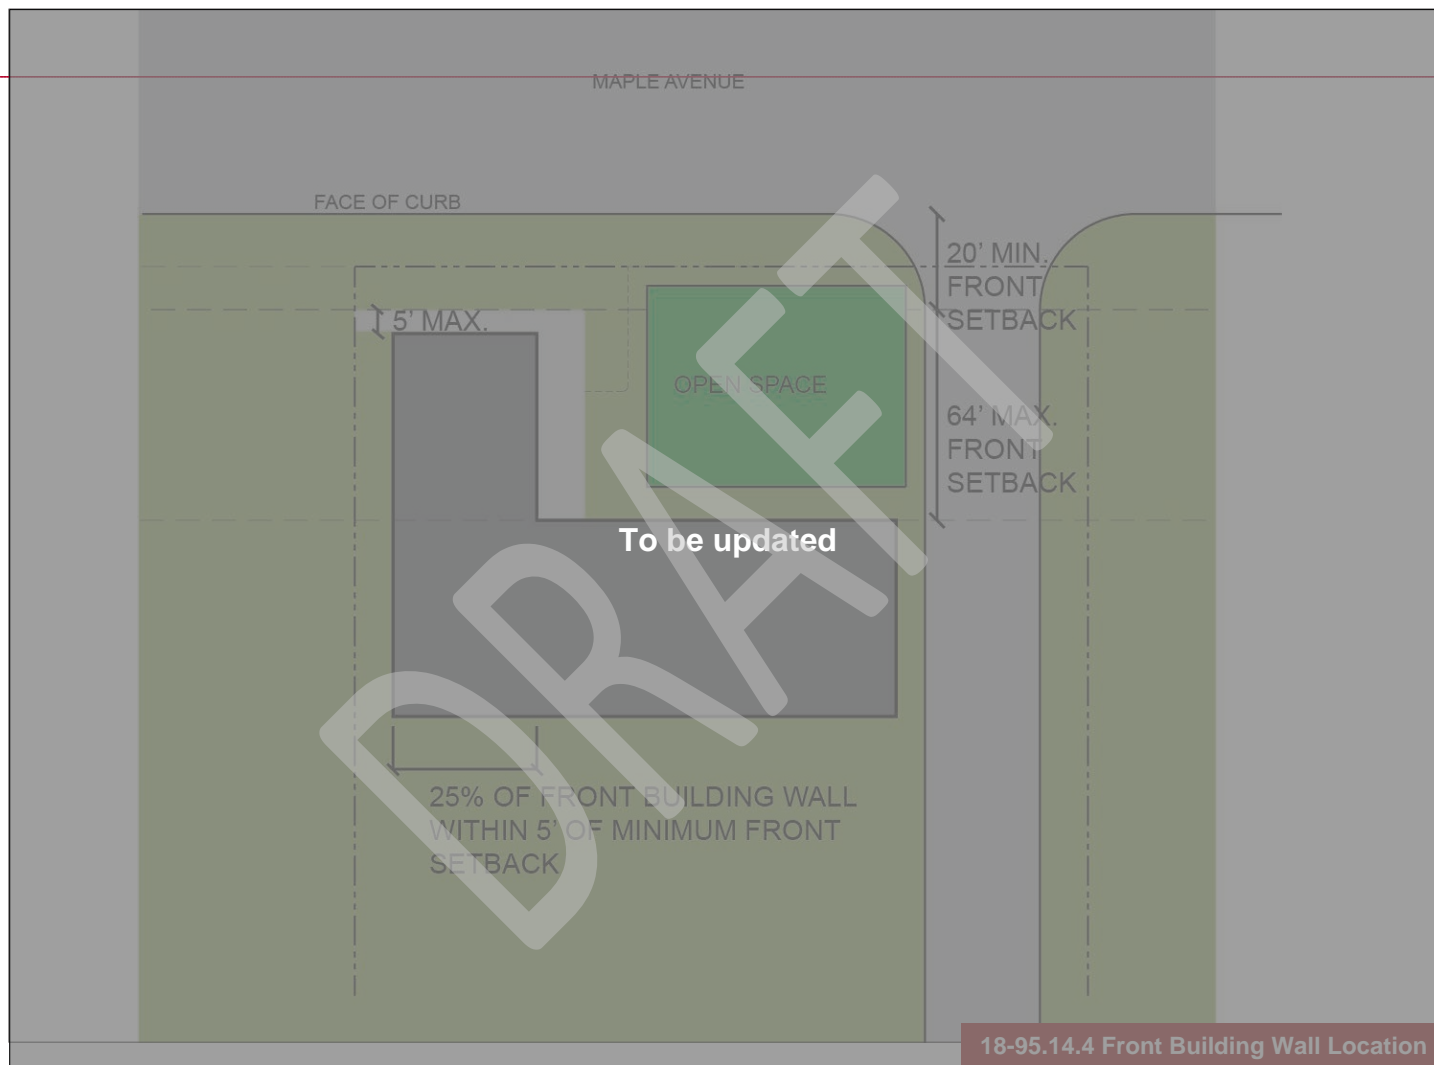 MAPLE AVENUE
FACE OF CURB
20’ MIN.
FRONT
SETBACK
5’ MAX.
OPEN SPACE
64’ MAX.
FRONT
SETBACK
To be updated
DRAFT
25% OF FRONT BUILDING WALL
WITHIN 5’ OF MINIMUM FRONT
SETBACK
18-95.14.4 Front Building Wall Location